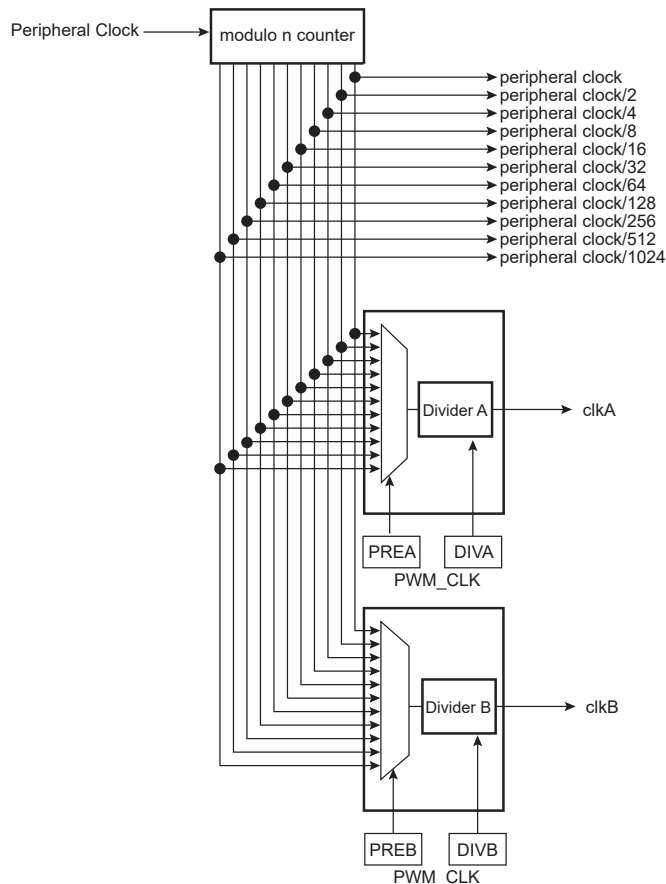 Peripheral Clock
modulo n counter
peripheral clock
peripheral clock/2
peripheral clock/4
peripheral clock/8
peripheral clock/16
peripheral clock/32
peripheral clock/64
peripheral clock/128
peripheral clock/256
peripheral clock/512
peripheral clock/1024
Divider A
clkA
PREA
DIVA
PWM_CLK
Divider B
clkB
PREB
DIVB
PWM_CLK